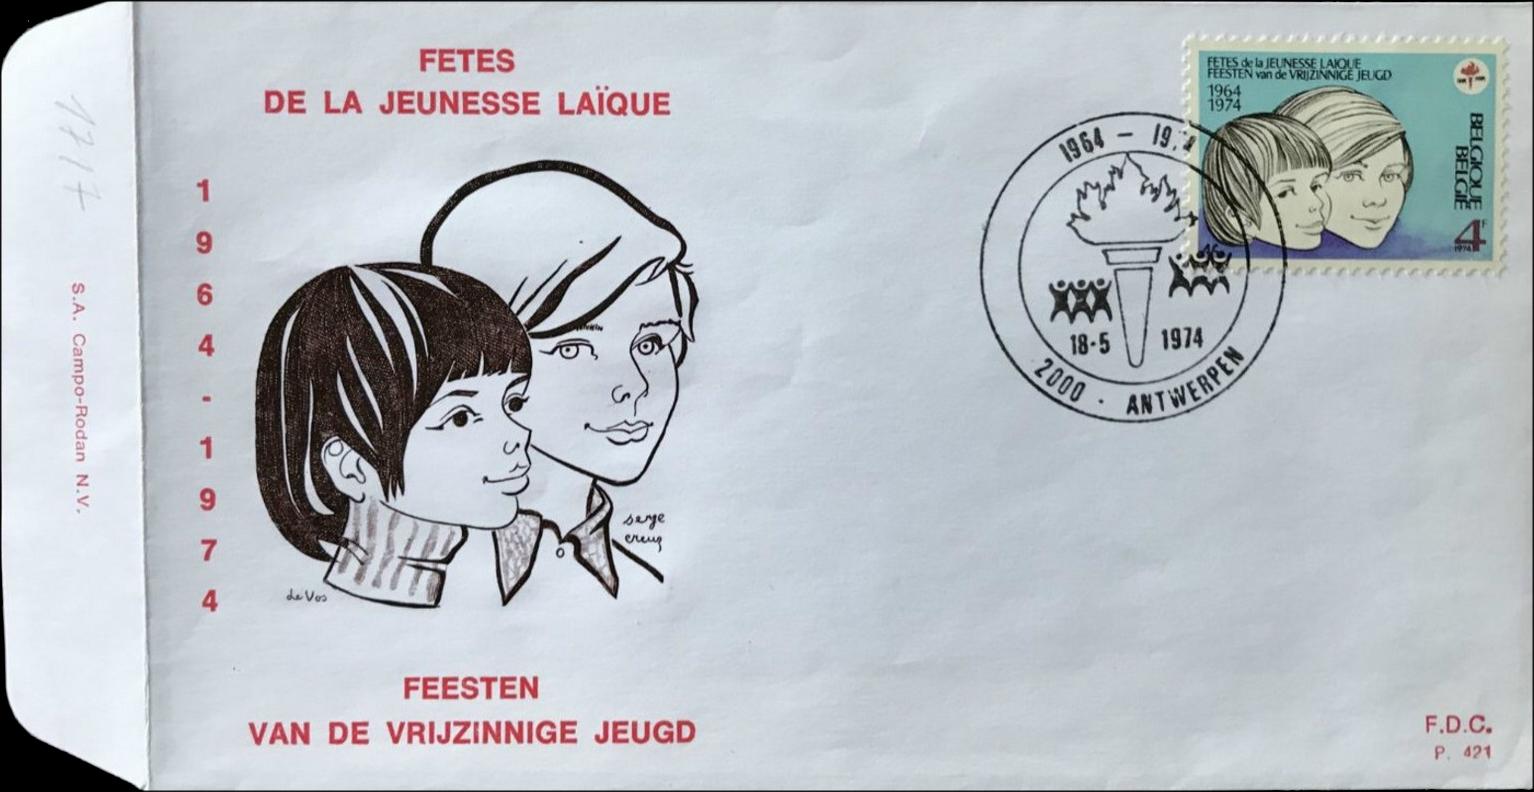 FETES
DE LA JEUNESSE LAÏQUE
1
9
6
4
-
1
9
7
4
serge
creuz
de Vos
FEESTEN
VAN DE VRIJZINNIGE JEUGD
1717
S.A. Campo-Rodan N.V.
FETES de la JEUNESSE LAIQUE
FEESTEN van de VRIJZINNIGE JEUGD
1964
1974
BELGIQUE
BELGIË
4F
1974
1964 -
18-5 1974
2000 - ANTWERPEN
F.D.C.
P. 421